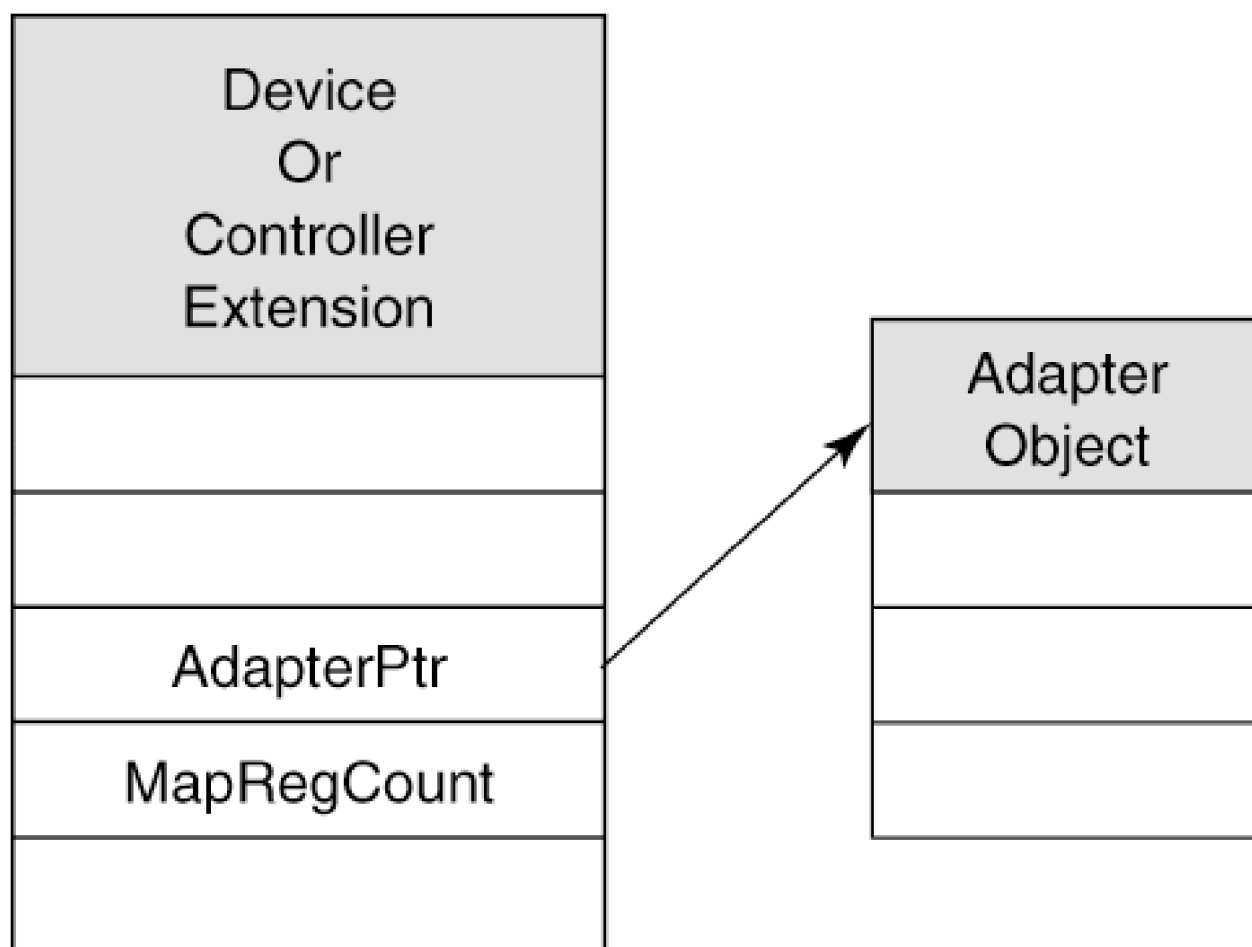 Device
Or
Controller
Extension
AdapterPtr
MapRegCount
Adapter
Object